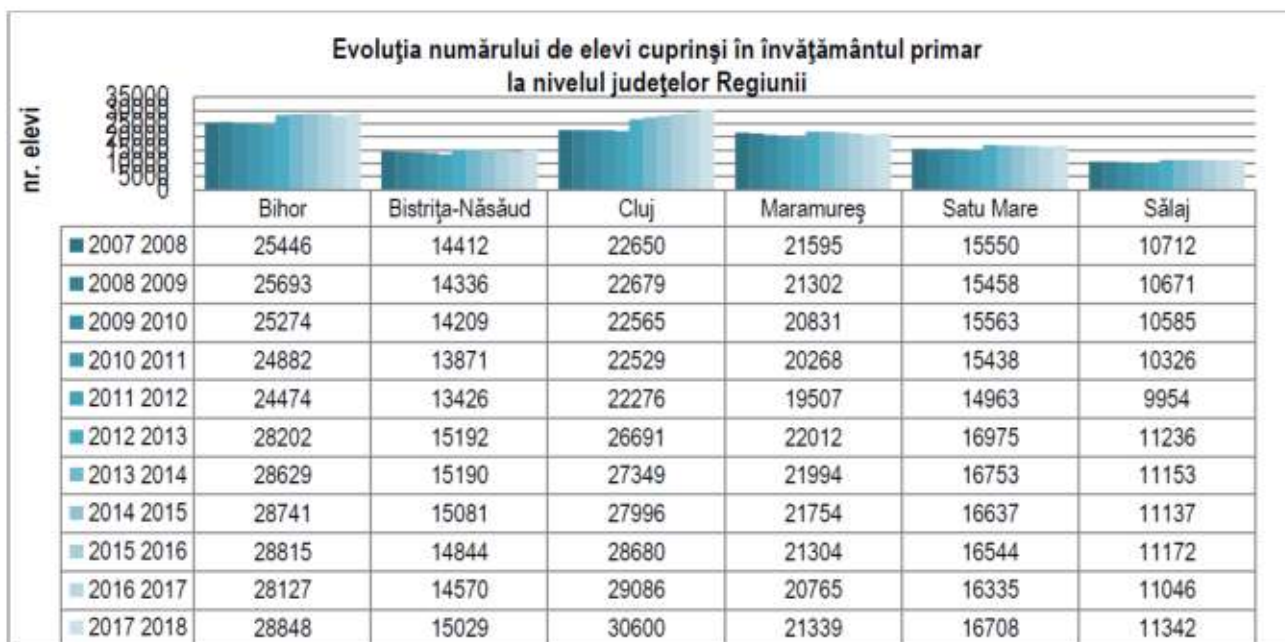 Evoluţia numărului de elevi cuprinşi în învăţământul primar
la nivelul judeţelor Regiunii
nr. elevi
35000
5000
0
Bihor Bistriţa-Năsăud Cluj Maramureş Satu Mare Sălaj
2007 2008 25446 14412 22650 21595 15550 10712
2008 2009 25693 14336 22679 21302 15458 10671
2009 2010 25274 14209 22565 20831 15563 10585
2010 2011 24882 13871 22529 20268 15438 10326
2011 2012 24474 13426 22276 19507 14963 9954
2012 2013 28202 15192 26691 22012 16975 11236
2013 2014 28629 15190 27349 21994 16753 11153
2014 2015 28741 15081 27996 21754 16637 11137
2015 2016 28815 14844 28680 21304 16544 11172
2016 2017 28127 14570 29086 20765 16335 11046
2017 2018 28848 15029 30600 21339 16708 11342